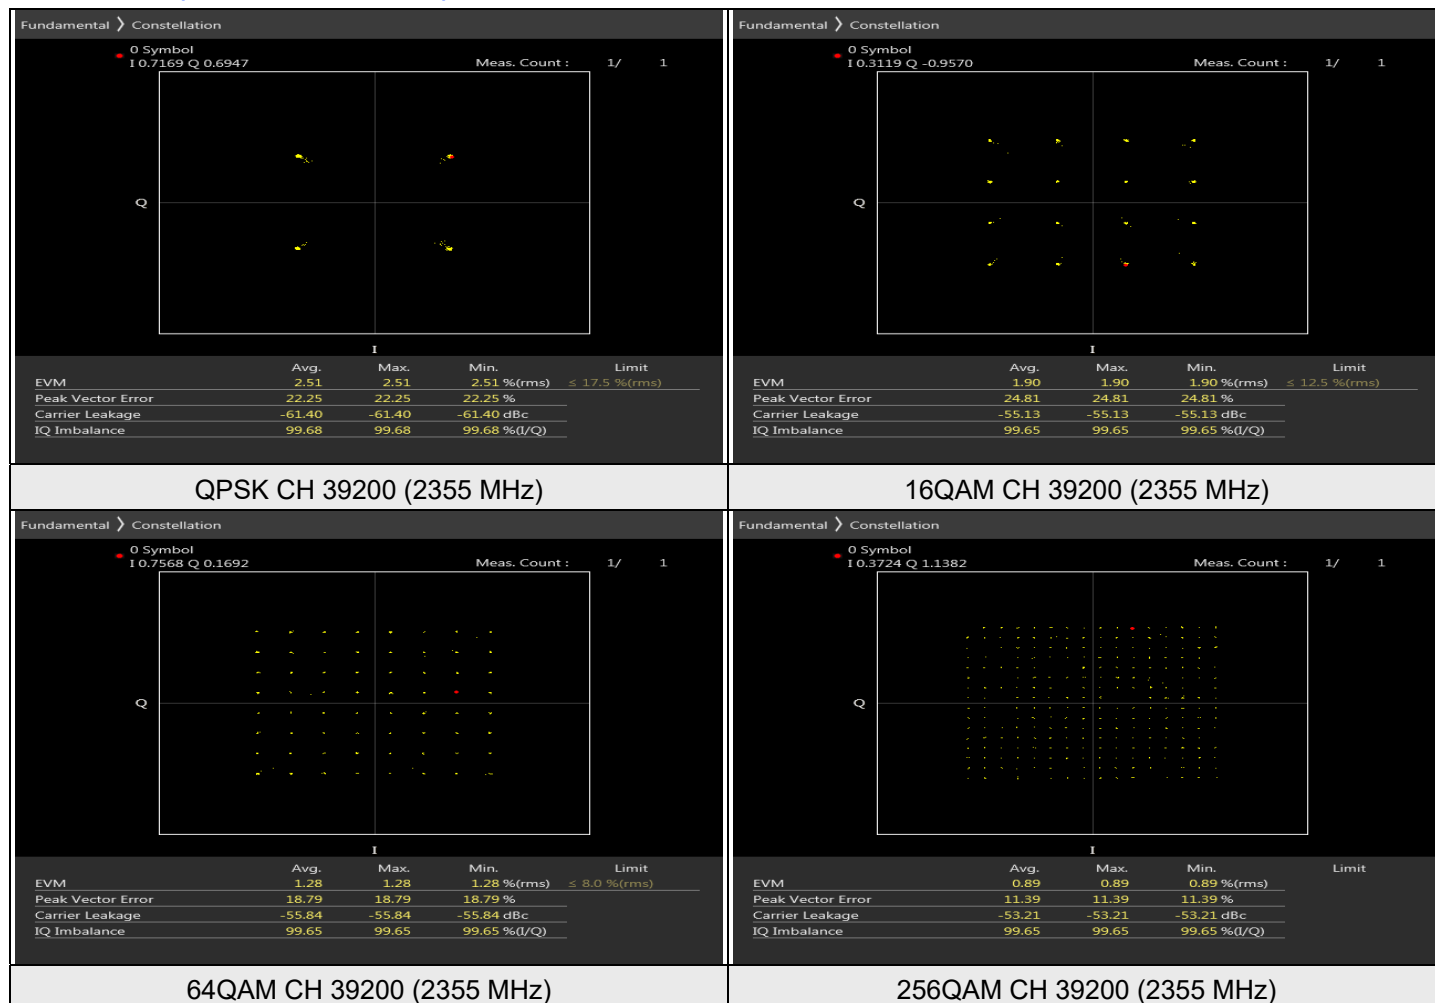 Fundamental ❯ Constellation
0 Symbol
I 0.7169 Q 0.6947 Meas. Count : 1/ 1
Q
I
Avg. Max. Min. Limit
EVM 2.51 2.51 2.51 %(rms) ≤ 17.5 %(rms)
Peak Vector Error 22.25 22.25 22.25 %
Carrier Leakage -61.40 -61.40 -61.40 dBc
IQ Imbalance 99.68 99.68 99.68 %(I/Q)
QPSK CH 39200 (2355 MHz)
Fundamental ❯ Constellation
0 Symbol
I 0.3119 Q -0.9570 Meas. Count : 1/ 1
Q
I
Avg. Max. Min. Limit
EVM 1.90 1.90 1.90 %(rms) ≤ 12.5 %(rms)
Peak Vector Error 24.81 24.81 24.81 %
Carrier Leakage -55.13 -55.13 -55.13 dBc
IQ Imbalance 99.65 99.65 99.65 %(I/Q)
16QAM CH 39200 (2355 MHz)
Fundamental ❯ Constellation
0 Symbol
I 0.7568 Q 0.1692 Meas. Count : 1/ 1
Q
I
Avg. Max. Min. Limit
EVM 1.28 1.28 1.28 %(rms) ≤ 8.0 %(rms)
Peak Vector Error 18.79 18.79 18.79 %
Carrier Leakage -55.84 -55.84 -55.84 dBc
IQ Imbalance 99.65 99.65 99.65 %(I/Q)
64QAM CH 39200 (2355 MHz)
Fundamental ❯ Constellation
0 Symbol
I 0.3724 Q 1.1382 Meas. Count : 1/ 1
Q
I
Avg. Max. Min. Limit
EVM 0.89 0.89 0.89 %(rms)
Peak Vector Error 11.39 11.39 11.39 %
Carrier Leakage -53.21 -53.21 -53.21 dBc
IQ Imbalance 99.65 99.65 99.65 %(I/Q)
256QAM CH 39200 (2355 MHz)